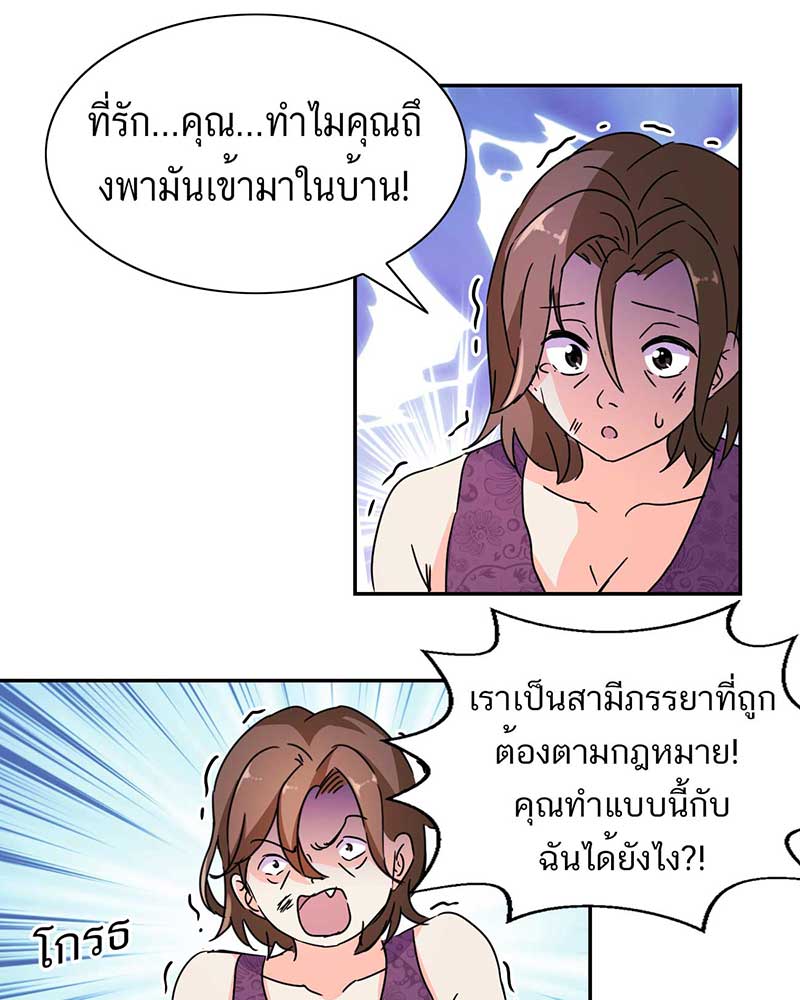 ที่รัก...คุณ...ทำไมคุณถึ
งพามันเข้ามาในบ้าน!
เราเป็นสามีภรรยาที่ถูก
ต้องตามกฎหมาย!
คุณทำแบบนี้กับ
ฉันได้ยังไง?!
โกรธ